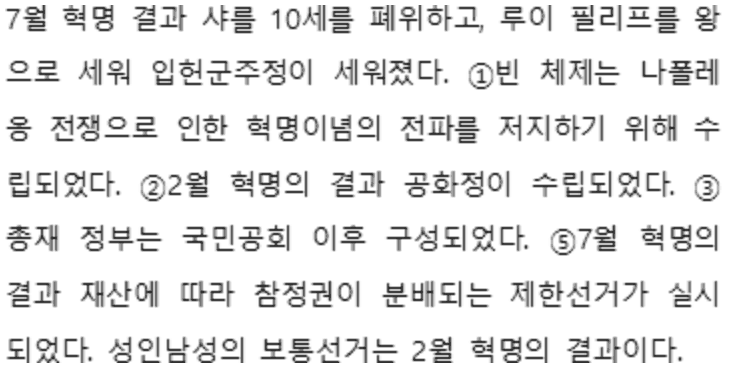 7월 혁명 결과 샤를 10세를 폐위하고, 루이 필리프를 왕
으로 세워 입헌군주정이 세워졌다. ①빈 체제는 나폴레
옹 전쟁으로 인한 혁명이념의 전파를 저지하기 위해 수
립되었다. ②2월 혁명의 결과 공화정이 수립되었다. ③
총재 정부는 국민공회 이후 구성되었다. ⑤7월 혁명의
결과 재산에 따라 참정권이 분배되는 제한선거가 실시
되었다. 성인남성의 보통선거는 2월 혁명의 결과이다.